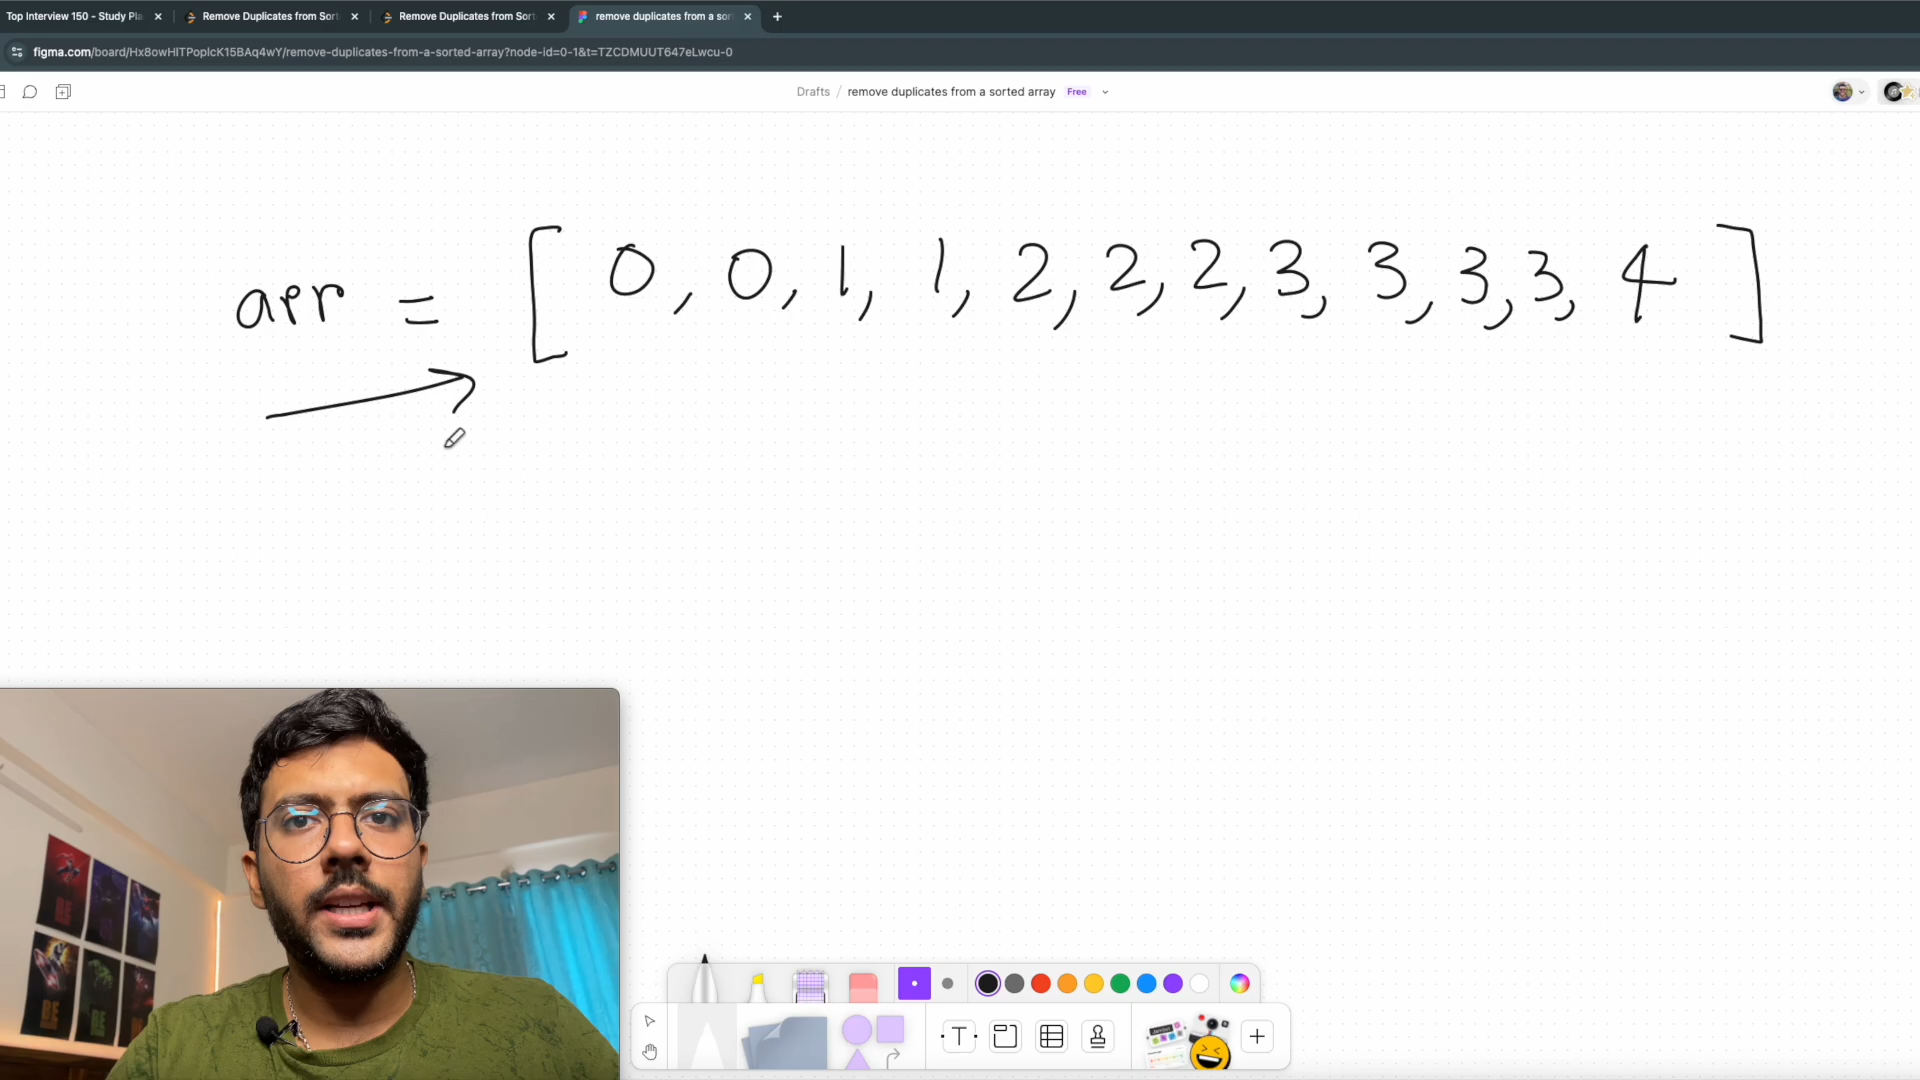 Top Interview 150 - Study Pla
Remove Duplicates from Sort
Remove Duplicates from Sort
remove duplicates from a sor
figma.com/board/Hx8owHlTPoplcK15BAq4wY/remove-duplicates-from-a-sorted-array?node-id=0-1&t=TZCDMUUT647eLwcu-0
Drafts / remove duplicates from a sorted array Free
arr = [ 0, 0, 1, 1, 2, 2, 2, 3, 3, 3, 3, 4 ]
T